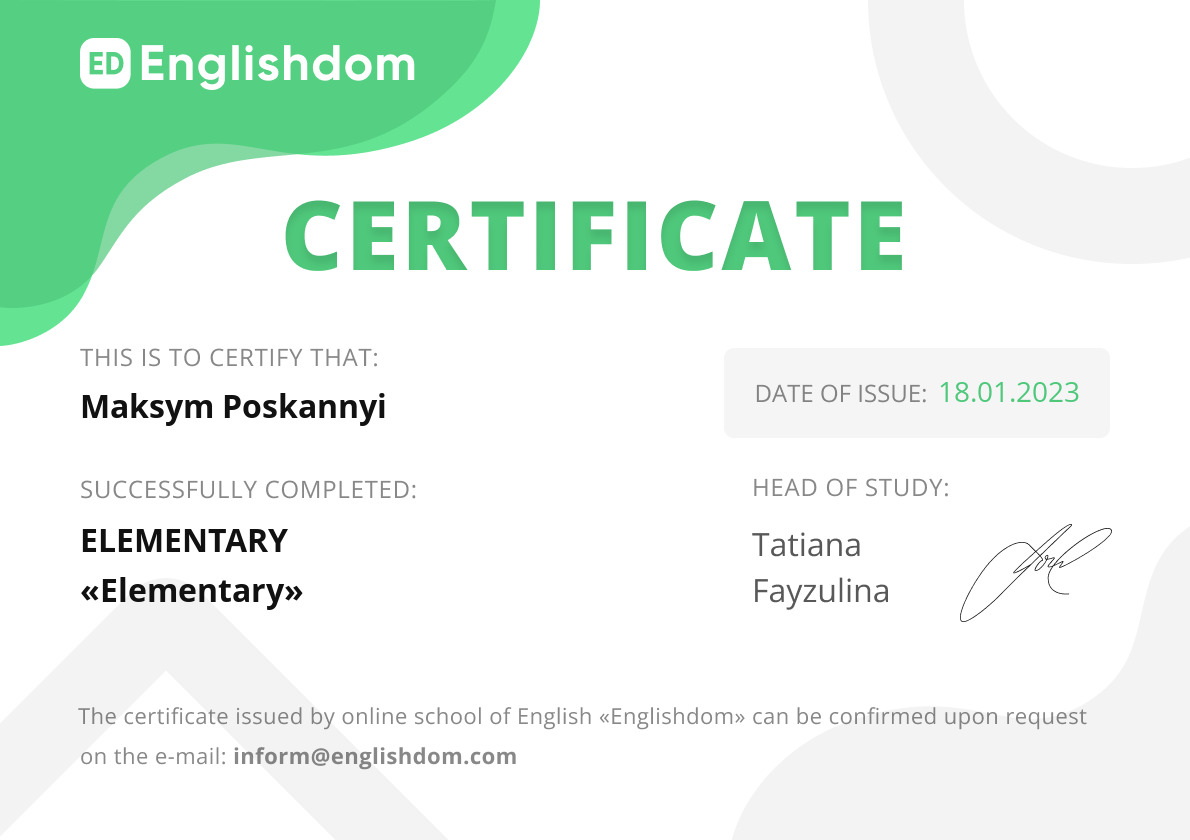 ED Englishdom
CERTIFICATE
THIS IS TO CERTIFY THAT:
Maksym Poskannyi
DATE OF ISSUE: 18.01.2023
SUCCESSFULLY COMPLETED:
ELEMENTARY
«Elementary»
HEAD OF STUDY:
Tatiana
Fayzulina
The certificate issued by online school of English «Englishdom» can be confirmed upon request
on the e-mail: inform@englishdom.com